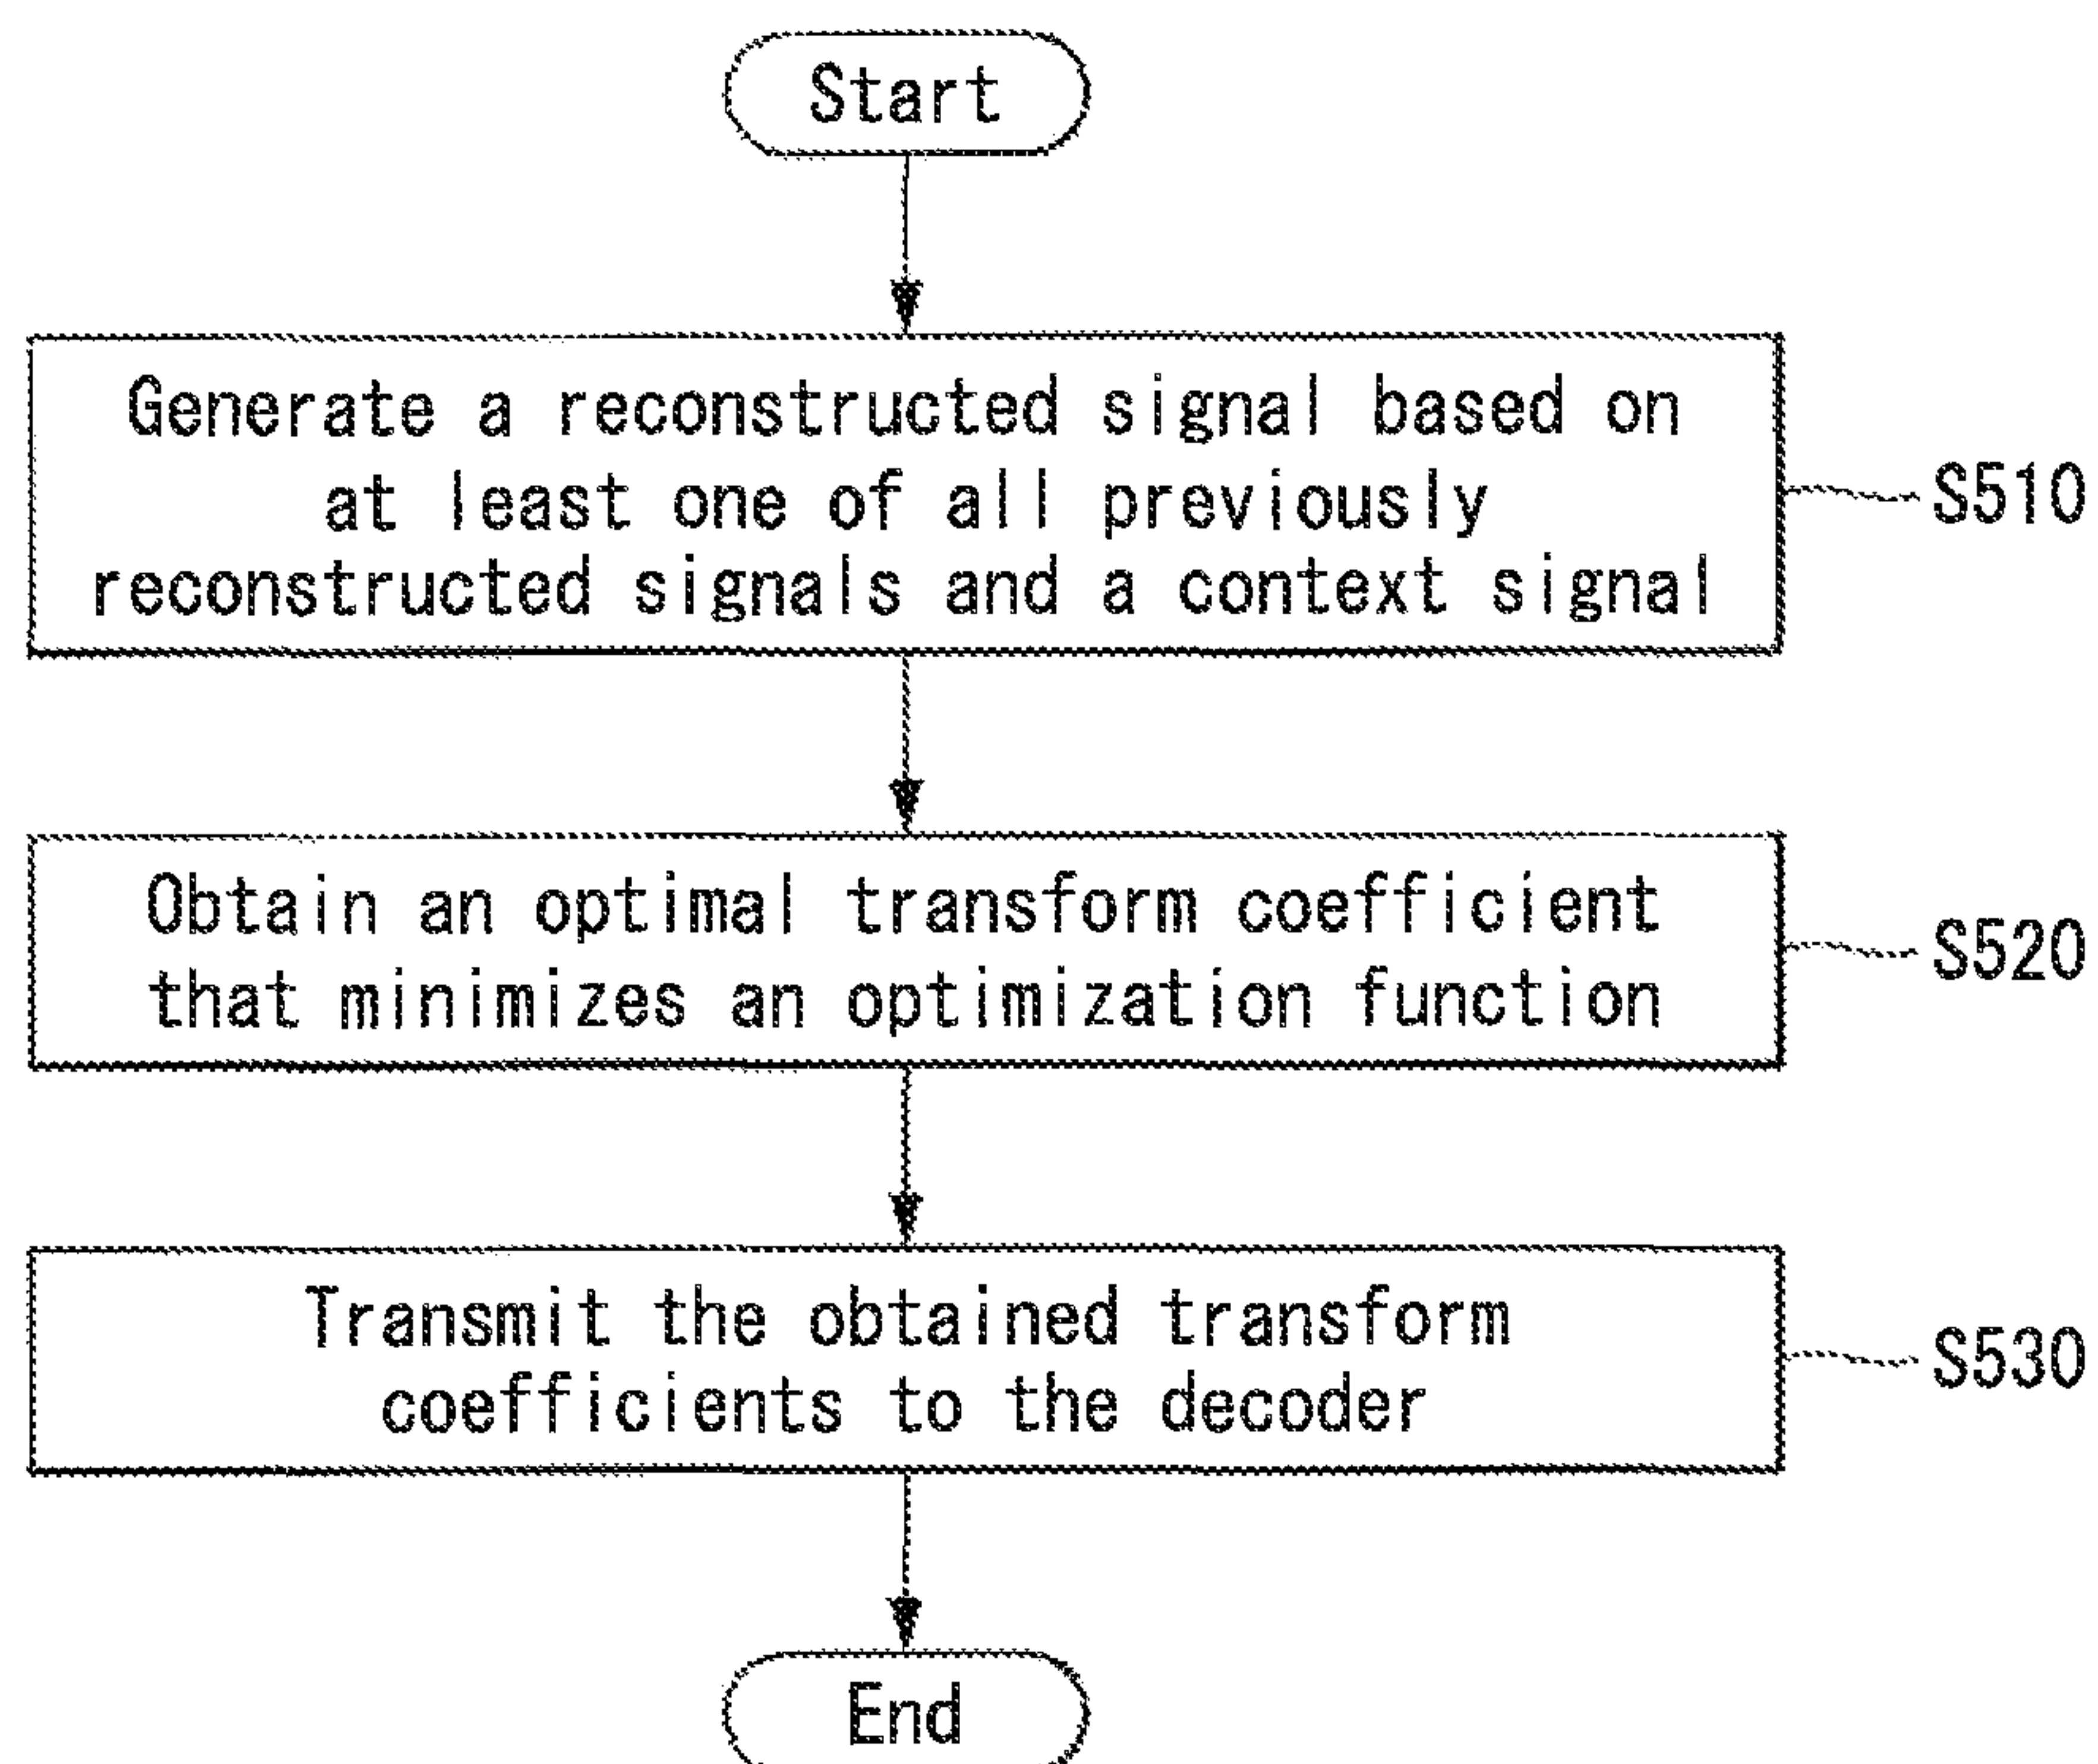 Start
Generate a reconstructed signal based on
at least one of all previously
reconstructed signals and a context signal
S510
Obtain an optimal transform coefficient
that minimizes an optimization function
S520
Transmit the obtained transform
coefficients to the decoder
S530
End